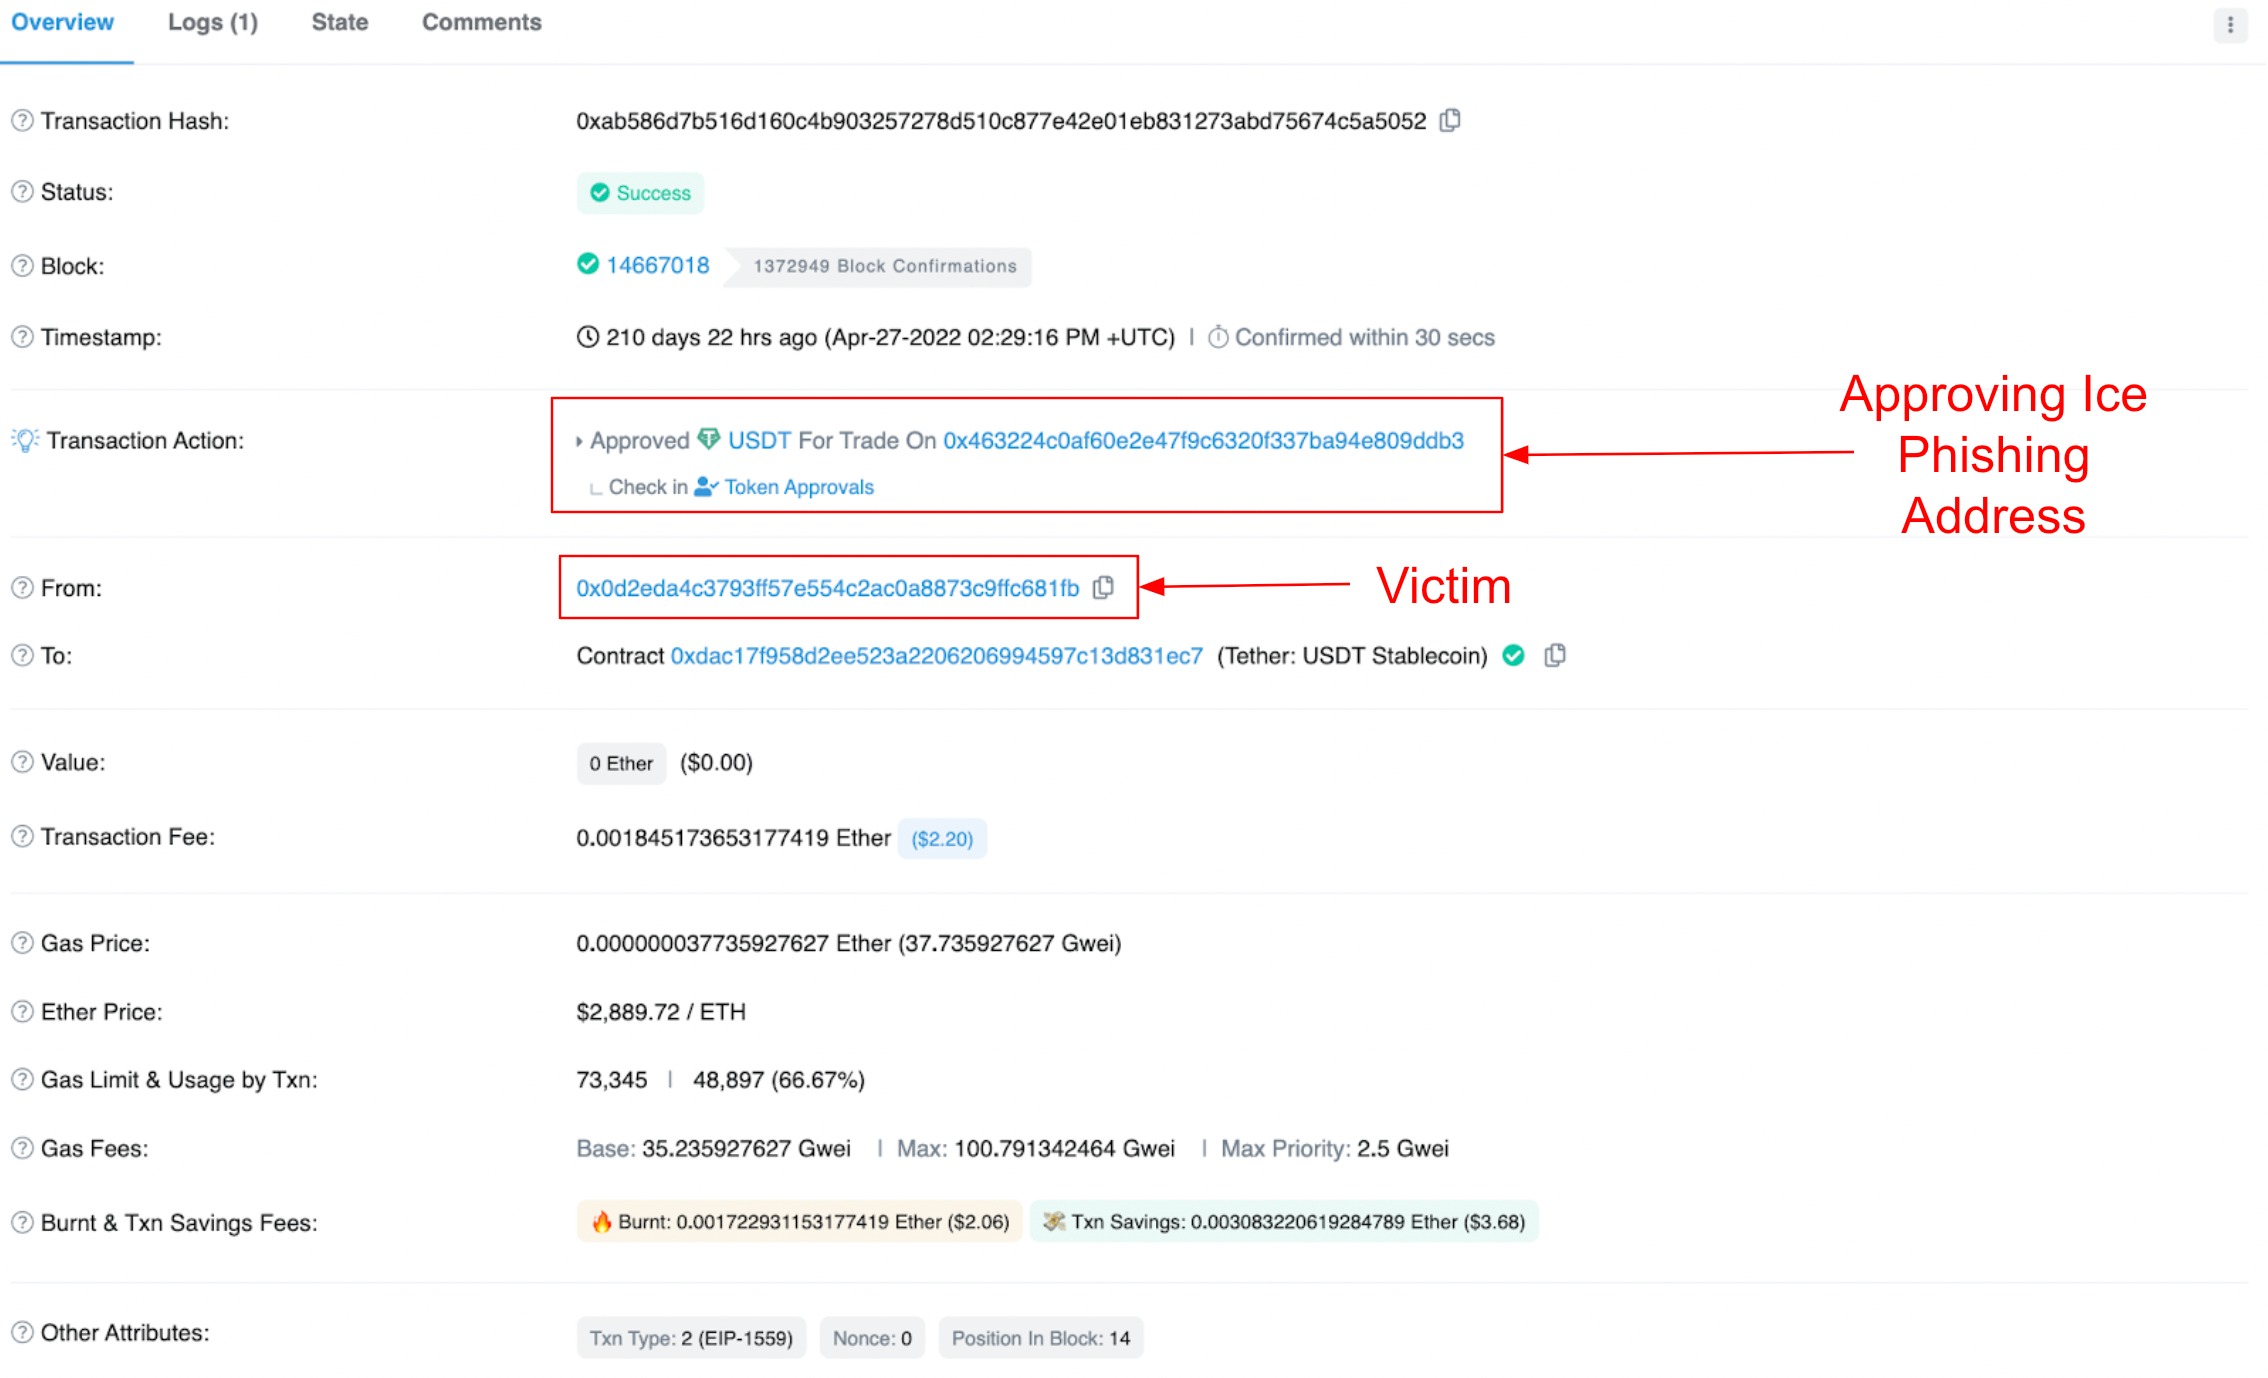 Overview Logs (1) State Comments
Transaction Hash: 0xab586d7b516d160c4b903257278d510c877e42e01eb831273abd75674c5a5052
Status: Success
Block: 14667018 1372949 Block Confirmations
Timestamp: 210 days 22 hrs ago (Apr-27-2022 02:29:16 PM +UTC) | Confirmed within 30 secs
Transaction Action: Approved USDT For Trade On 0x463224c0af60e2e47f9c6320f337ba94e809ddb3
Check in Token Approvals
Approving Ice
Phishing
Address
From: 0x0d2eda4c3793ff57e554c2ac0a8873c9ffc681fb
Victim
To: Contract 0xdac17f958d2ee523a2206206994597c13d831ec7 (Tether: USDT Stablecoin)
Value: 0 Ether ($0.00)
Transaction Fee: 0.001845173653177419 Ether ($2.20)
Gas Price: 0.000000037735927627 Ether (37.735927627 Gwei)
Ether Price: $2,889.72 / ETH
Gas Limit & Usage by Txn: 73,345 | 48,897 (66.67%)
Gas Fees: Base: 35.235927627 Gwei | Max: 100.791342464 Gwei | Max Priority: 2.5 Gwei
Burnt & Txn Savings Fees: Burnt: 0.001722931153177419 Ether ($2.06) Txn Savings: 0.003083220619284789 Ether ($3.68)
Other Attributes: Txn Type: 2 (EIP-1559) Nonce: 0 Position In Block: 14